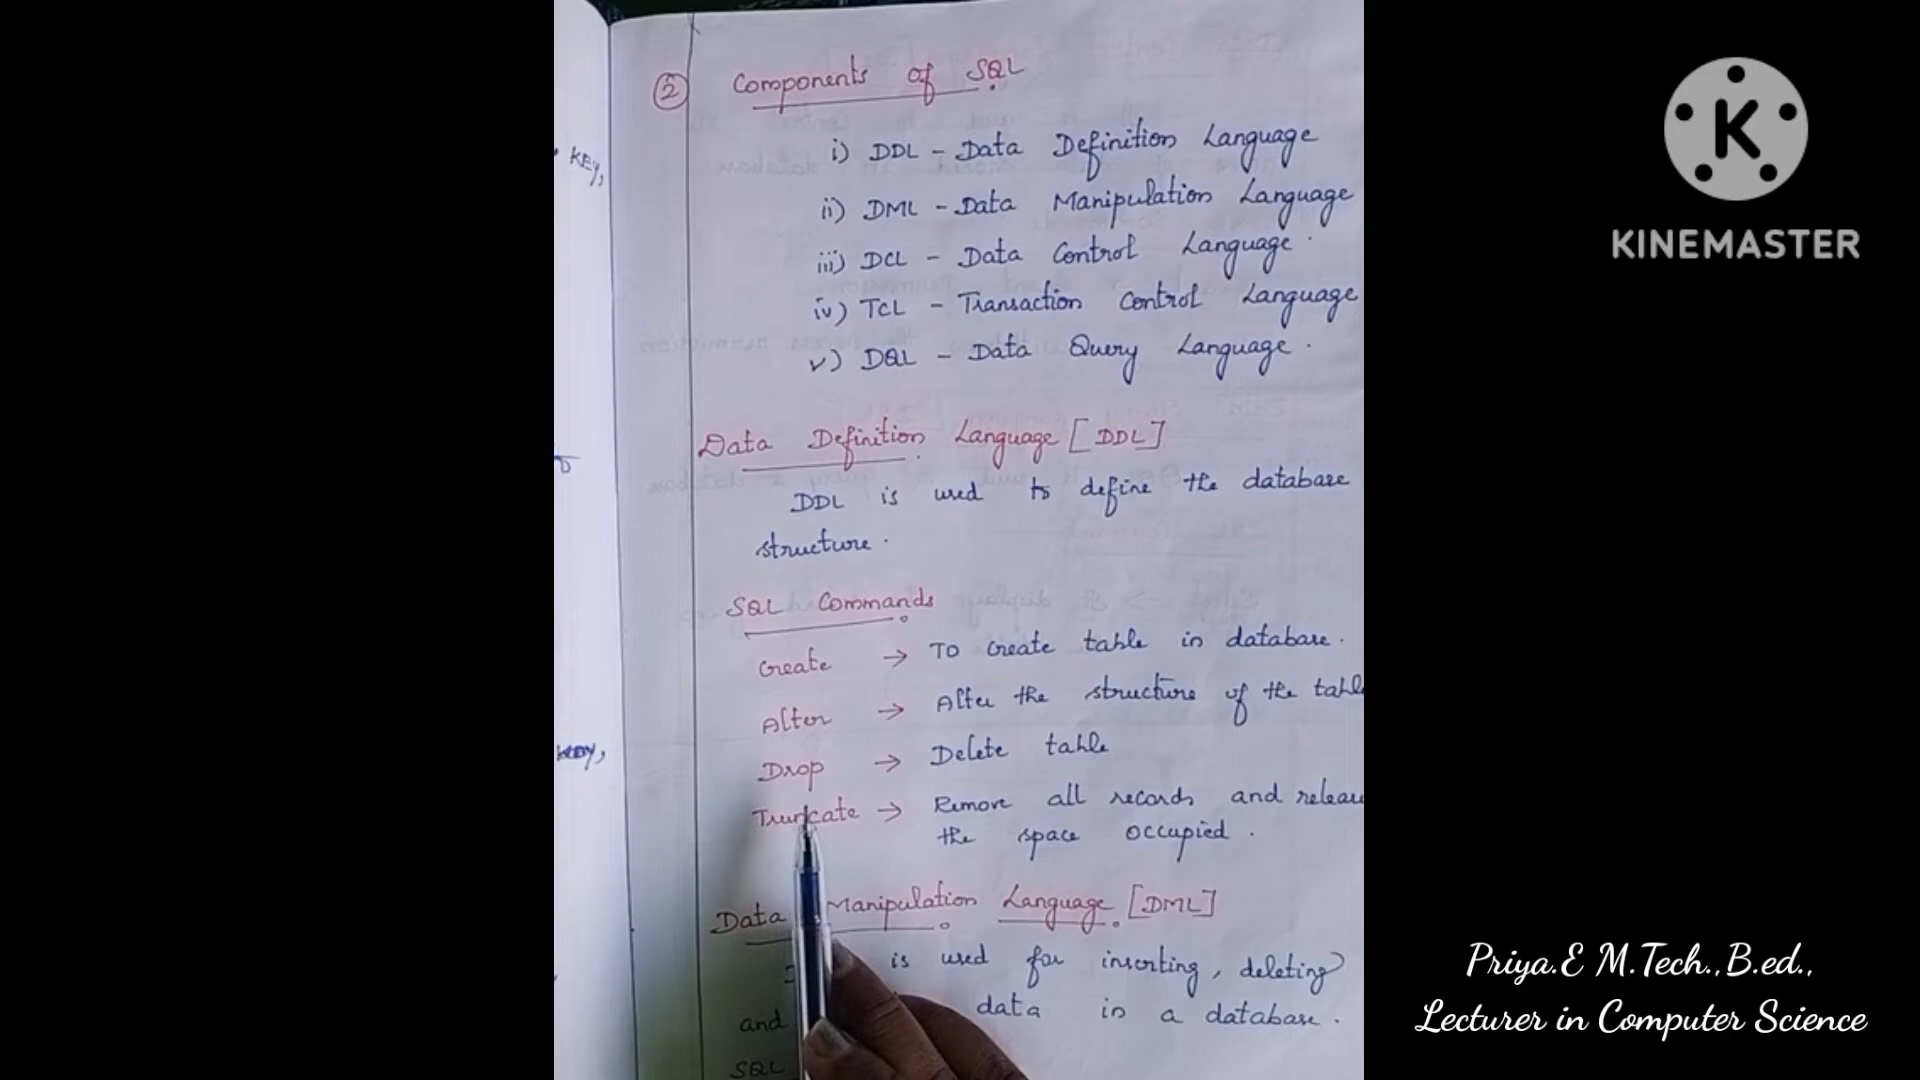 ② Components of SQL
KEY,
i) DDL - Data Definition Language
ii) DML - Data Manipulation Language
iii) DCL - Data Control Language.
iv) TCL - Transaction Control Language
v) DQL - Data Query Language.
Data Definition Language [DDL]
DDL is used to define the database
structure.
SQL Commands
Create → To create table in database.
Alter → Alter the structure of the table
Drop → Delete table
KEY,
Truncate → Remove all records and
the space occupied.
Data Manipulation Language [DML]
is used for inserting, deleting
and data in a database.
SQL
K
KINEMASTER
Priya.E M.Tech.,B.ed.,
Lecturer in Computer Science